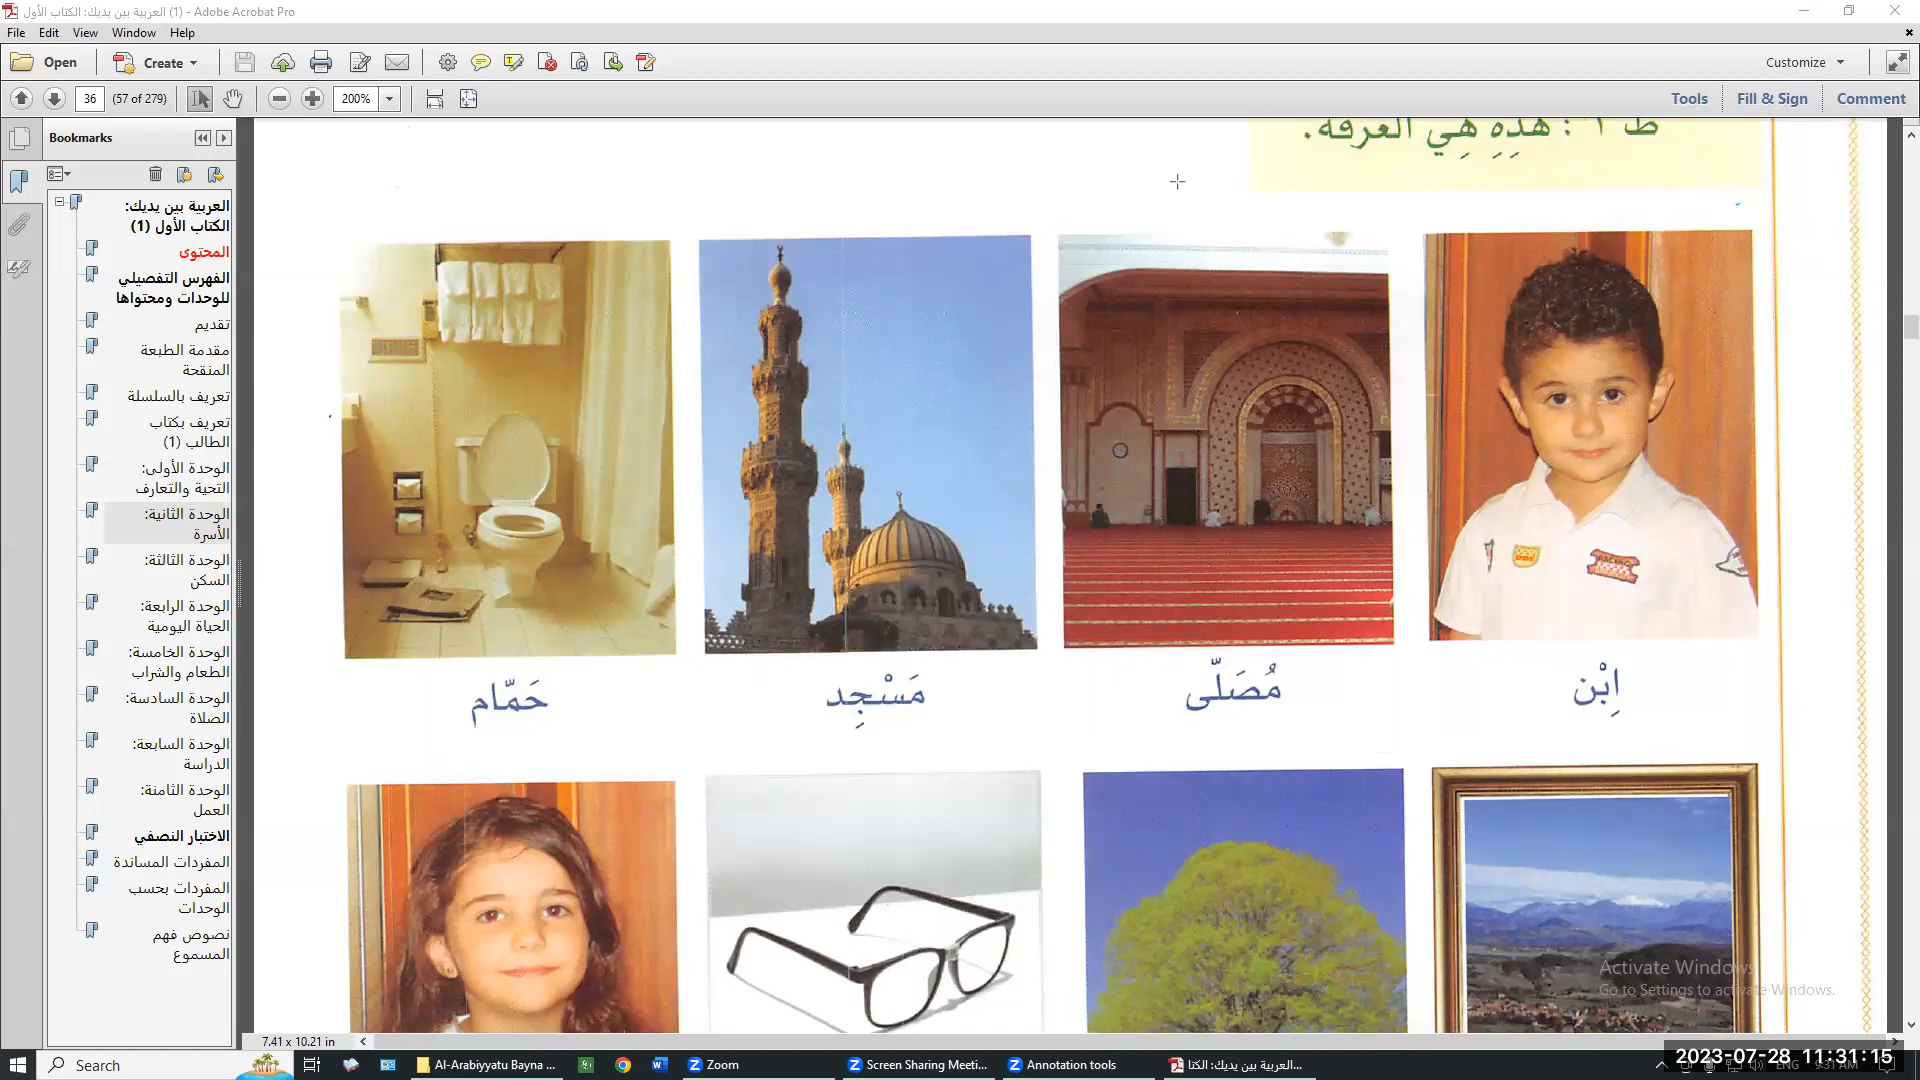 العربية بين يديك: الكتاب الأول (1) - Adobe Acrobat Pro
File Edit View Window Help
Open Create Customize
36 (57 of 279) 200% Tools Fill & Sign Comment
Bookmarks
العربية بين يديك:
الكتاب الأول (1)
المحتوى
الفهرس التفصيلي
للوحدات ومحتواها
تقديم
مقدمة الطبعة
المنقحة
تعريف بالسلسلة
تعريف بكتاب
الطالب (1)
الوحدة الأولى:
التحية والتعارف
الوحدة الثانية:
الأسرة
الوحدة الثالثة:
السكن
الوحدة الرابعة:
الحياة اليومية
الوحدة الخامسة:
الطعام والشراب
الوحدة السادسة:
الصلاة
الوحدة السابعة:
الدراسة
الوحدة الثامنة:
العمل
الاختبار النصفي
المفردات المساندة
المفردات بحسب
الوحدات
نصوص فهم
المسموع
هذِهِ هِي الغرفة.
اِبْن مُصَلّى مَسْجِد حَمّام
Activate Windows
Go to Settings to activate Windows.
7.41 x 10.21 in
Search Al-Arabiyyatu Bayna ... Zoom Screen Sharing Meeti... Annotation tools العربية بين يديك: الكتا... ENG 9:31 AM
2023-07-28 11:31:15